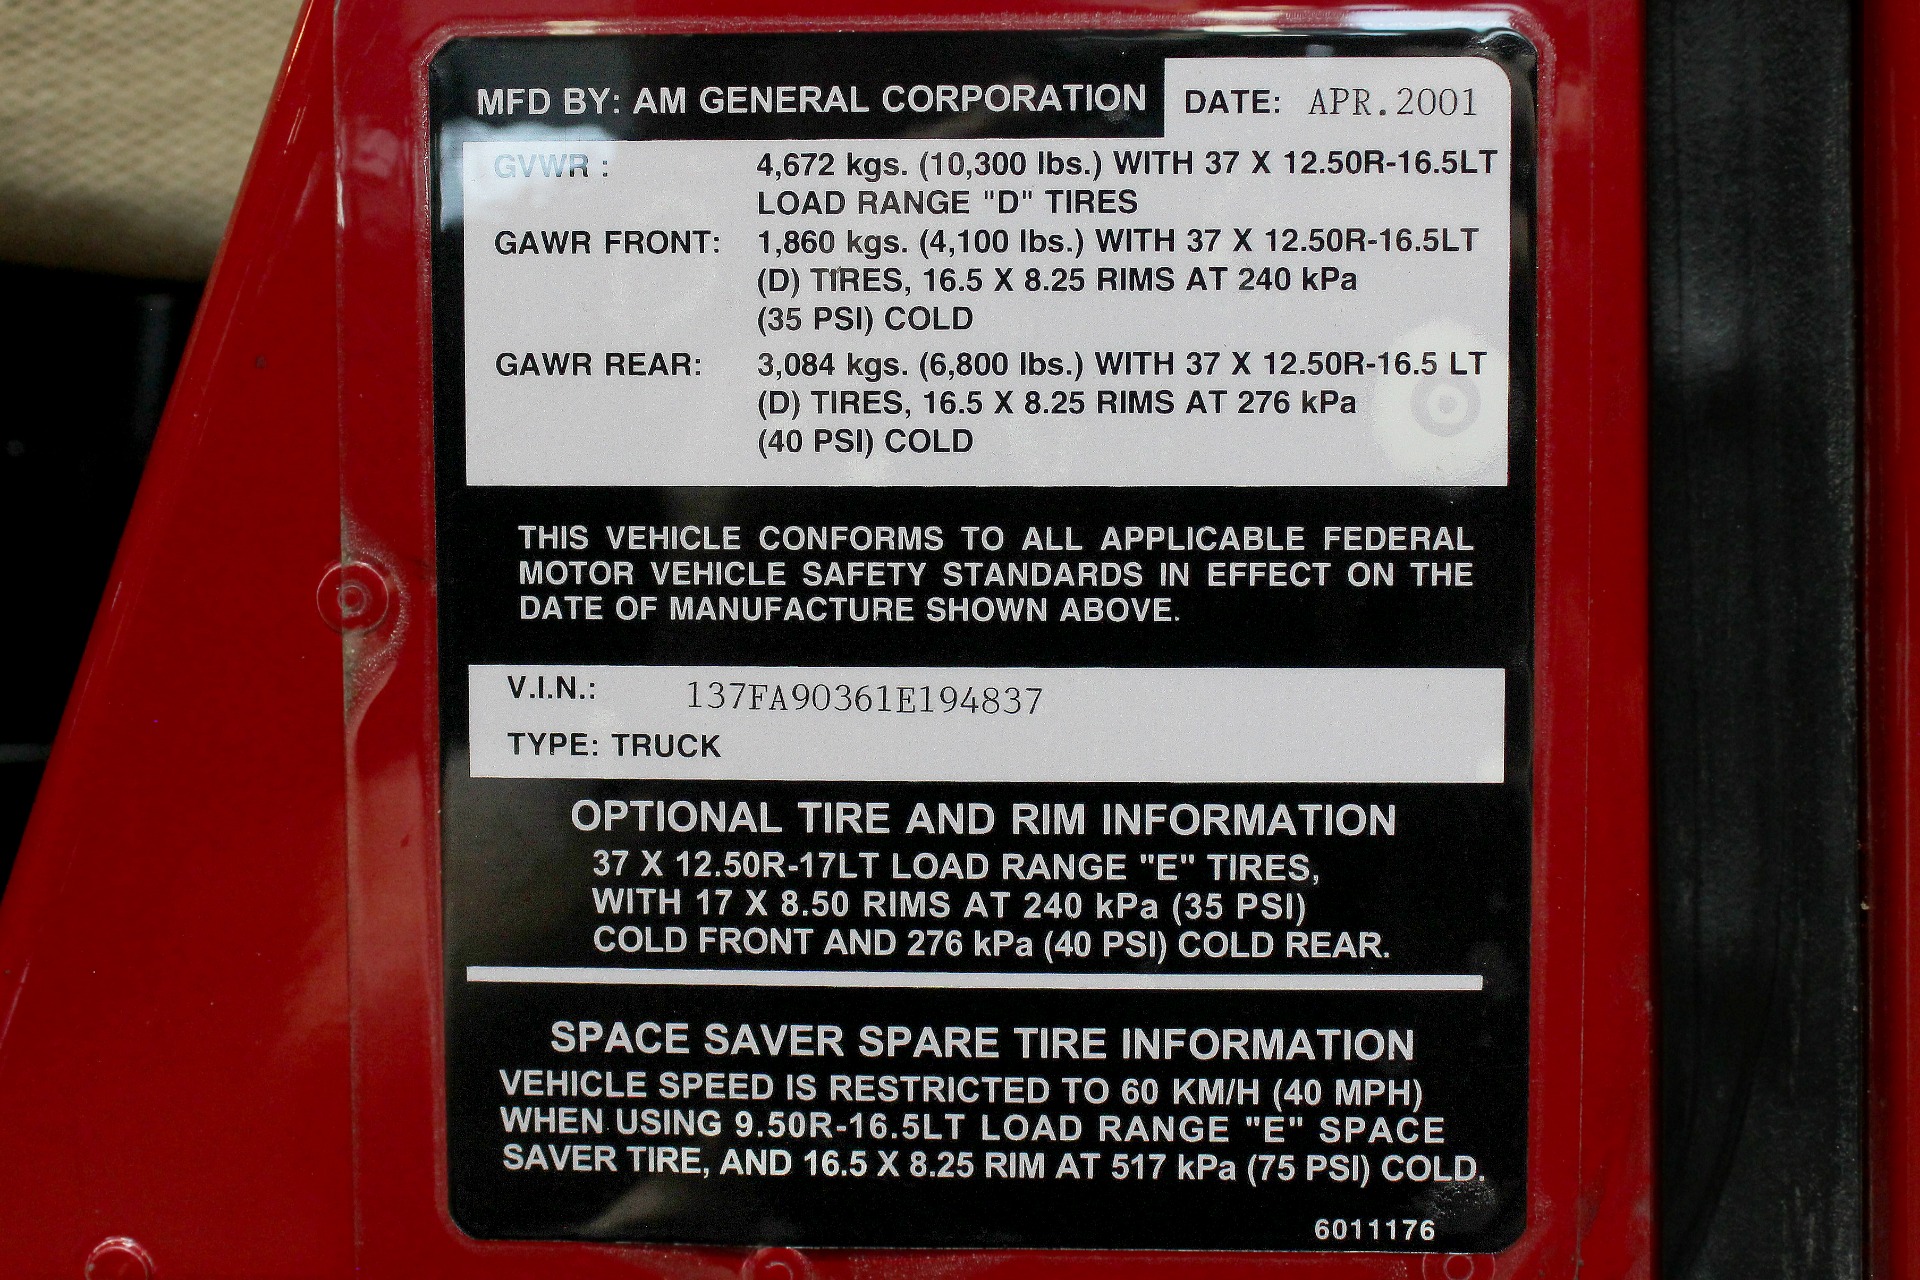 MFD BY: AM GENERAL CORPORATION DATE: APR.2001
GVWR : 4,672 kgs. (10,300 lbs.) WITH 37 X 12.50R-16.5LT
LOAD RANGE "D" TIRES
GAWR FRONT: 1,860 kgs. (4,100 lbs.) WITH 37 X 12.50R-16.5LT
(D) TIRES, 16.5 X 8.25 RIMS AT 240 kPa
(35 PSI) COLD
GAWR REAR: 3,084 kgs. (6,800 lbs.) WITH 37 X 12.50R-16.5 LT
(D) TIRES, 16.5 X 8.25 RIMS AT 276 kPa
(40 PSI) COLD
THIS VEHICLE CONFORMS TO ALL APPLICABLE FEDERAL
MOTOR VEHICLE SAFETY STANDARDS IN EFFECT ON THE
DATE OF MANUFACTURE SHOWN ABOVE.
V.I.N.: 137FA90361E194837
TYPE: TRUCK
OPTIONAL TIRE AND RIM INFORMATION
37 X 12.50R-17LT LOAD RANGE "E" TIRES,
WITH 17 X 8.50 RIMS AT 240 kPa (35 PSI)
COLD FRONT AND 276 kPa (40 PSI) COLD REAR.
SPACE SAVER SPARE TIRE INFORMATION
VEHICLE SPEED IS RESTRICTED TO 60 KM/H (40 MPH)
WHEN USING 9.50R-16.5LT LOAD RANGE "E" SPACE
SAVER TIRE, AND 16.5 X 8.25 RIM AT 517 kPa (75 PSI) COLD.
6011176